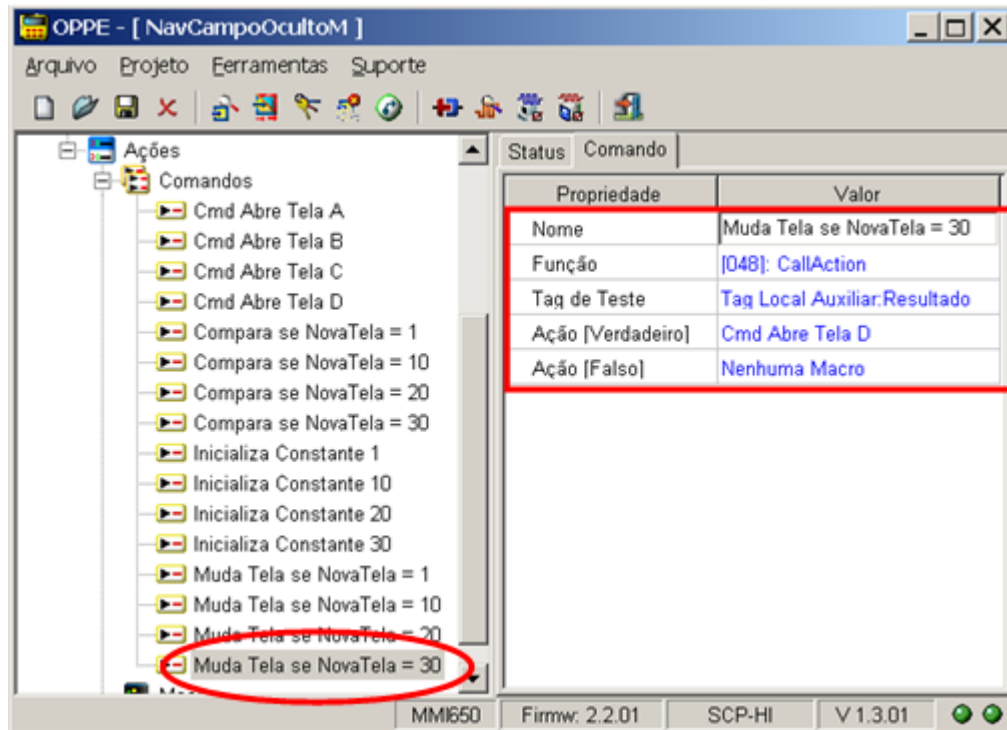 OPPE - [ NavCampoOcultoM ]
Arquivo Projeto Ferramentas Suporte
Ações
Comandos
Cmd Abre Tela A
Cmd Abre Tela B
Cmd Abre Tela C
Cmd Abre Tela D
Compara se NovaTela = 1
Compara se NovaTela = 10
Compara se NovaTela = 20
Compara se NovaTela = 30
Inicializa Constante 1
Inicializa Constante 10
Inicializa Constante 20
Inicializa Constante 30
Muda Tela se NovaTela = 1
Muda Tela se NovaTela = 10
Muda Tela se NovaTela = 20
Muda Tela se NovaTela = 30
Status Comando
Propriedade Valor
Nome Muda Tela se NovaTela = 30
Função [048]: CallAction
Tag de Teste Tag Local Auxiliar:Resultado
Ação [Verdadeiro] Cmd Abre Tela D
Ação [Falso] Nenhuma Macro
MMI650 Firmw: 2.2.01 SCP-HI V 1.3.01